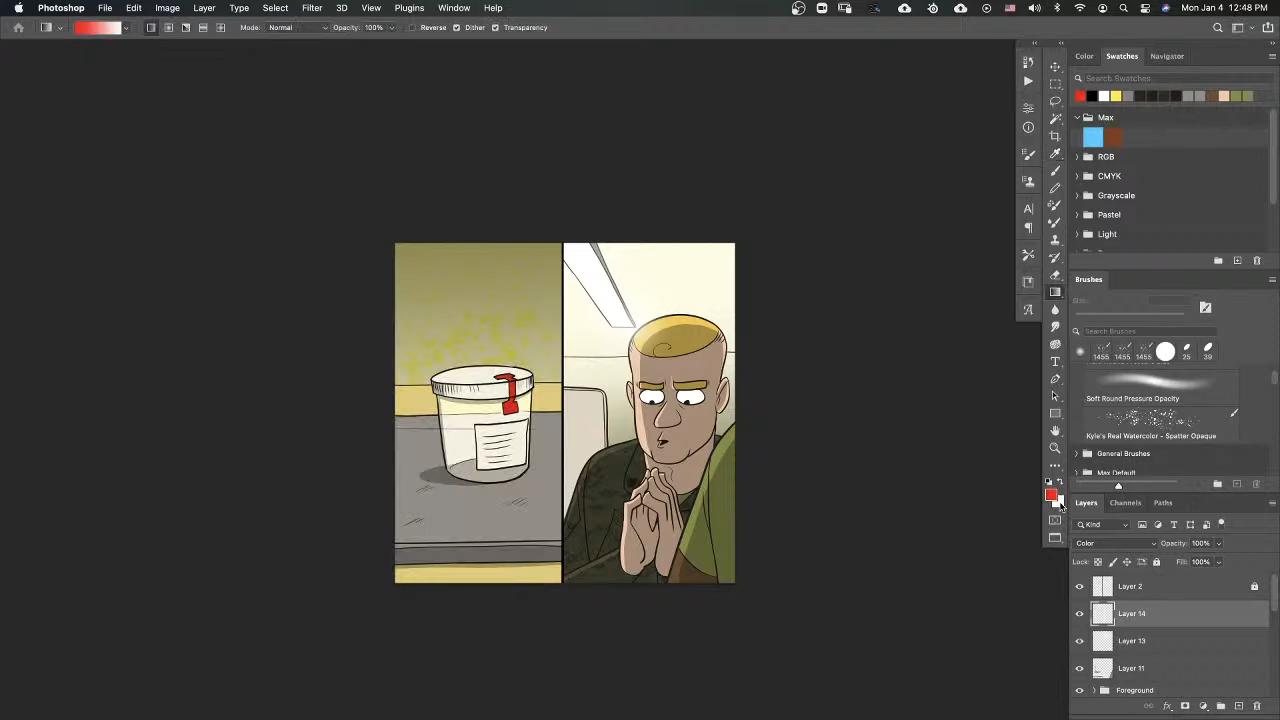 Photoshop File Edit Image Layer Type Select Filter 3D View Plugins Window Help
Mon Jan 4 12:48 PM
Mode: Normal Opacity: 100% Reverse Dither Transparency
Color Swatches Navigator
Search Swatches
Max
RGB
CMYK
Grayscale
Pastel
Light
Brushes
Size:
Search Brushes
1455 1455 1455 25 39
Soft Round Pressure Opacity
Kyle's Real Watercolor - Spatter Opaque
General Brushes
Max Default
Layers Channels Paths
Kind
Color Opacity: 100%
Lock: Fill: 100%
Layer 2
Layer 14
Layer 13
Layer 11
Foreground